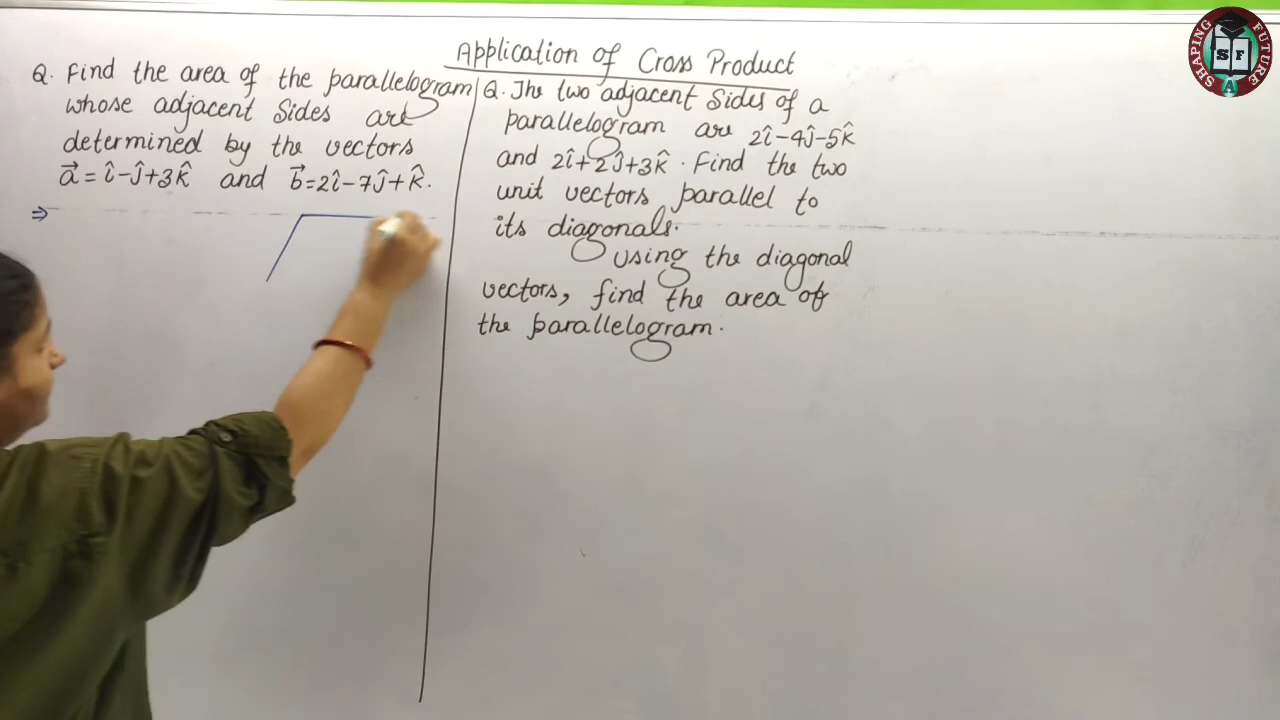 Application of Cross Product
Q. Find the area of the parallelogram
whose adjacent Sides are
determined by the vectors
a⃗ = î - ĵ + 3k̂ and b⃗ = 2î - 7ĵ + k̂.
⇒
Q. The two adjacent Sides of a
parallelogram are 2î - 4ĵ - 5k̂
and 2î + 2ĵ + 3k̂. Find the two
unit vectors parallel to
its diagonals.
using the diagonal
vectors, find the area of
the parallelogram.
SHAPING FUTURE
S F
A